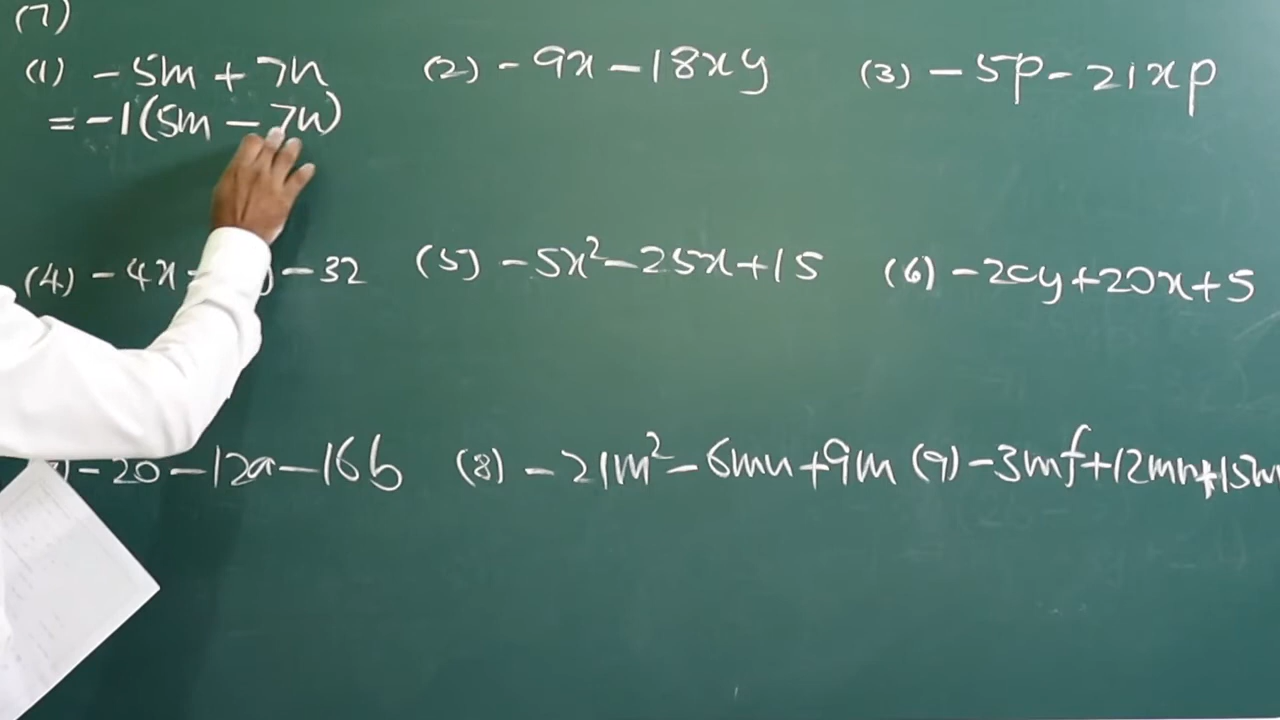 (7)
(1) -5m + 7n (2) -9x - 18xy (3) -5p - 21xp
= -1(5m - 7n)
(4) -4x - 32 (5) -5x² - 25x + 15 (6) -20y + 20x + 5
-20 - 12a - 16b (8) -21m² - 6mn + 9m (9) -3mf + 12mn + 15m